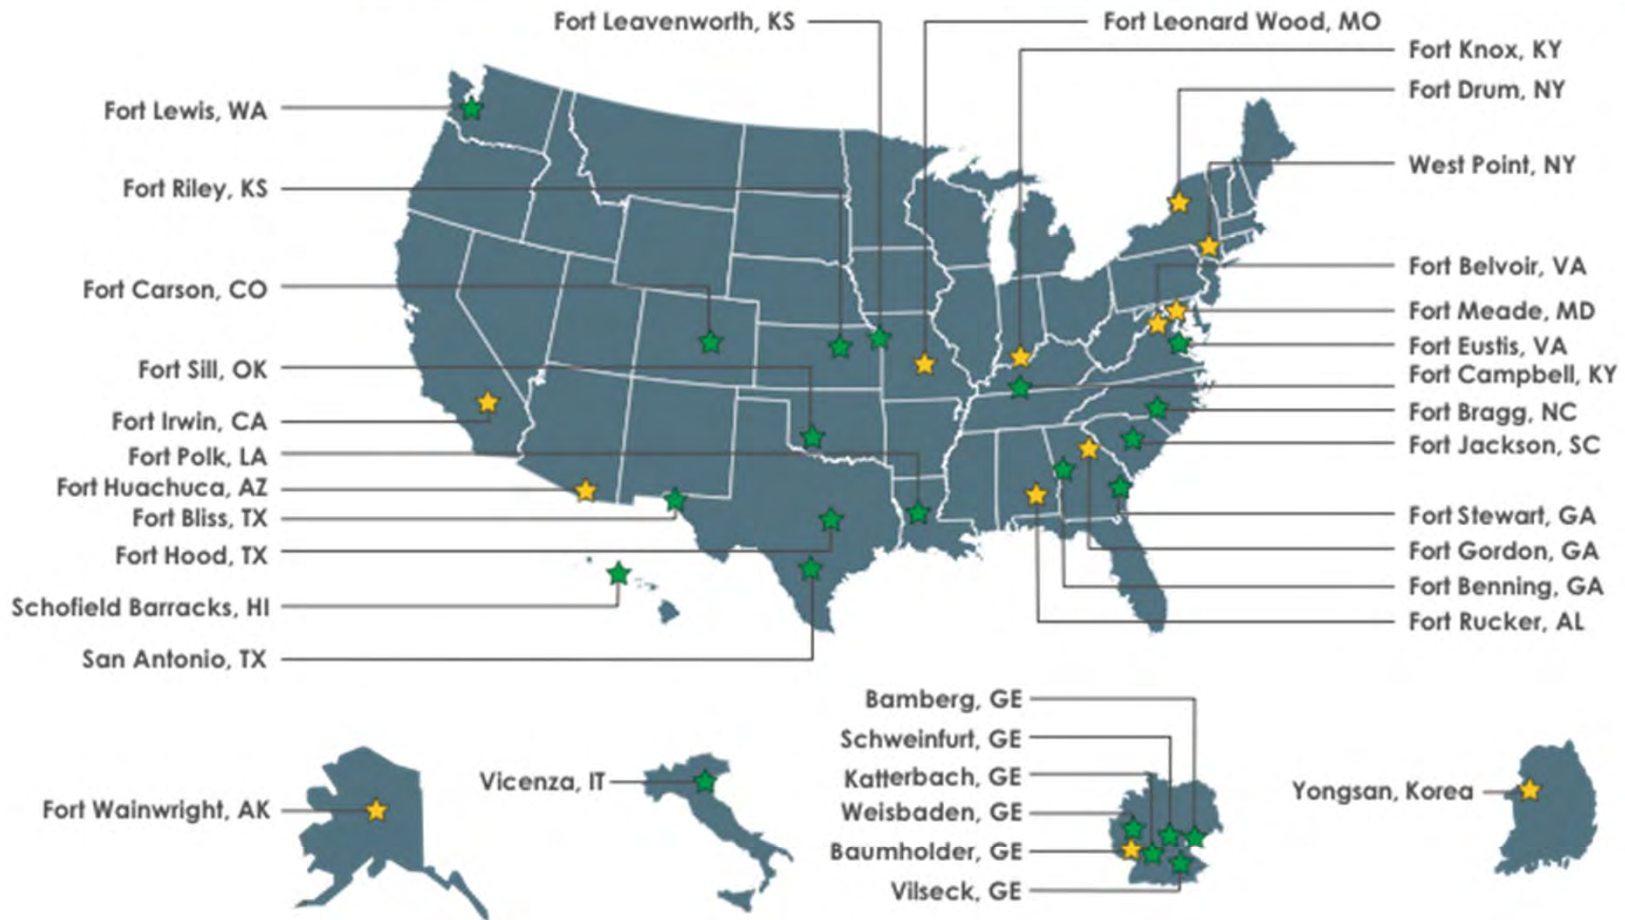 Fort Leavenworth, KS
Fort Leonard Wood, MO
Fort Knox, KY
Fort Drum, NY
Fort Lewis, WA
West Point, NY
Fort Riley, KS
Fort Belvoir, VA
Fort Carson, CO
Fort Meade, MD
Fort Eustis, VA
Fort Sill, OK
Fort Campbell, KY
Fort Bragg, NC
Fort Irwin, CA
Fort Jackson, SC
Fort Polk, LA
Fort Huachuca, AZ
Fort Bliss, TX
Fort Stewart, GA
Fort Hood, TX
Fort Gordon, GA
Fort Benning, GA
Schofield Barracks, HI
Fort Rucker, AL
San Antonio, TX
Bamberg, GE
Schweinfurt, GE
Katterbach, GE
Vicenza, IT
Yongsan, Korea
Fort Wainwright, AK
Weisbaden, GE
Baumholder, GE
Vilseck, GE